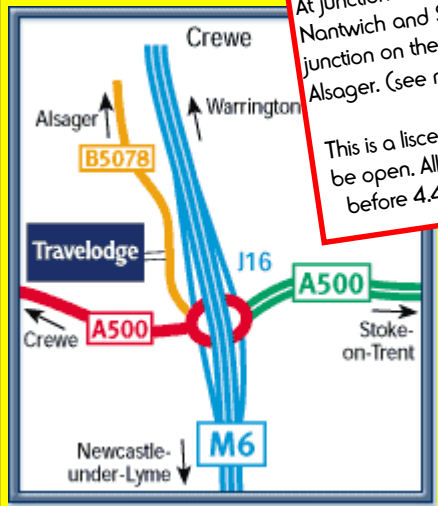 At junction
Nantwich and
junction on the
Alsager. (see
This is a lisce
be open. All
before 4.4
Crewe
Alsager
Warrington
B5078
Travelodge
J16
A500
A500
Crewe
Stoke-
on-Trent
M6
Newcastle-
under-Lyme